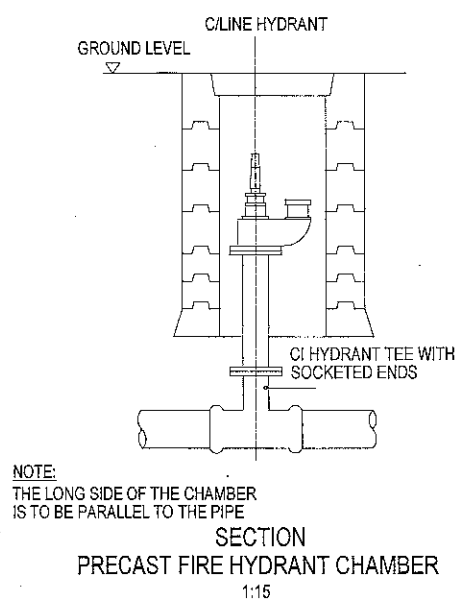 C/LINE HYDRANT
GROUND LEVEL
CI HYDRANT TEE WITH
SOCKETED ENDS
NOTE:
THE LONG SIDE OF THE CHAMBER
IS TO BE PARALLEL TO THE PIPE
SECTION
PRECAST FIRE HYDRANT CHAMBER
1:15